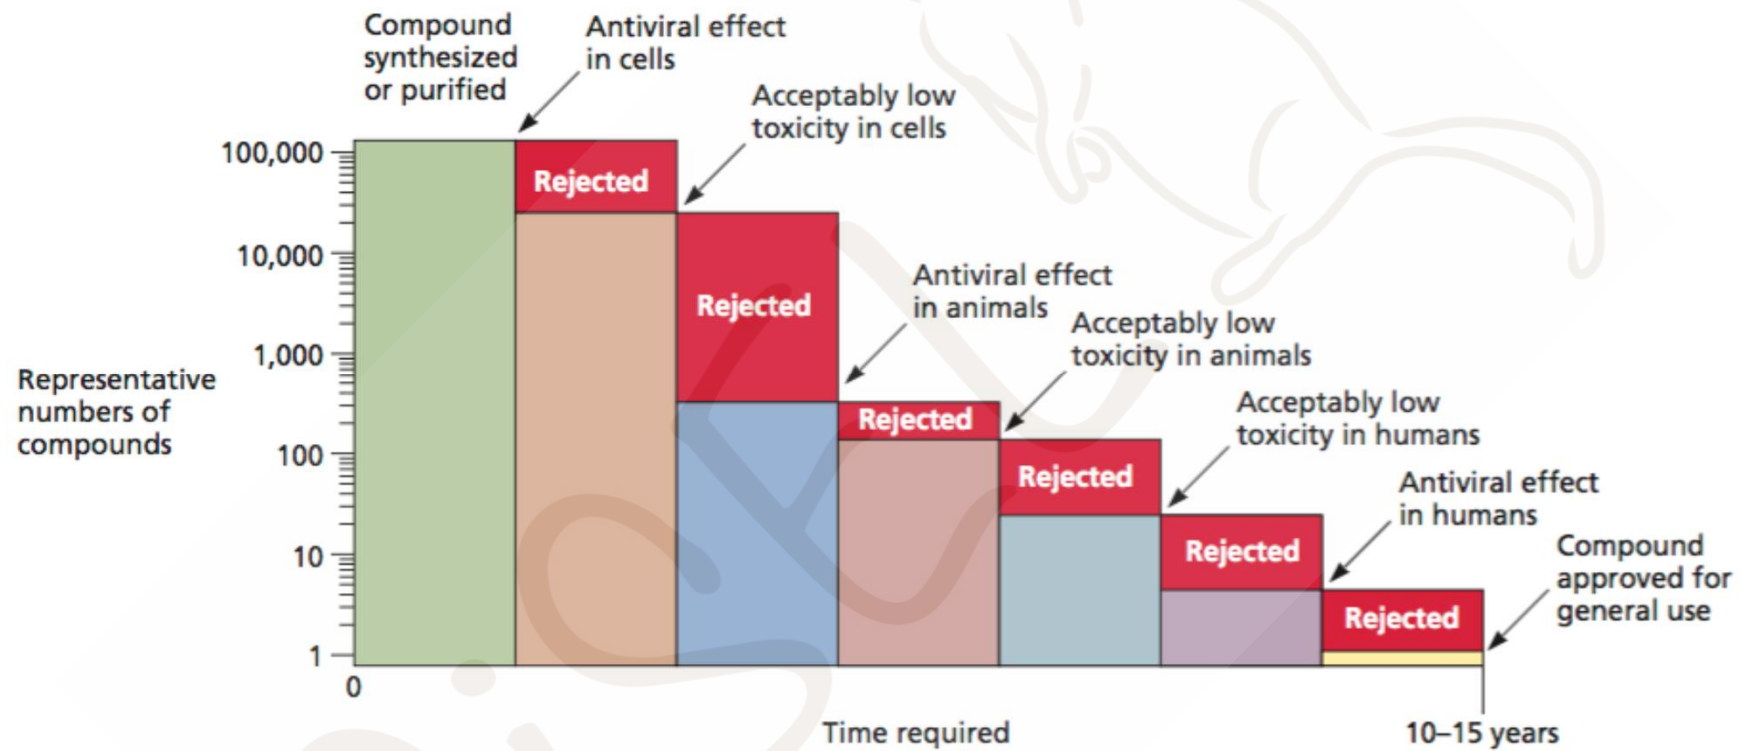 Compound
synthesized
or purified
Antiviral effect
in cells
Acceptably low
toxicity in cells
Antiviral effect
in animals
Acceptably low
toxicity in animals
Acceptably low
toxicity in humans
Antiviral effect
in humans
Compound
approved for
general use
Representative
numbers of
compounds
100,000
10,000
1,000
100
10
1
Rejected
Rejected
Rejected
Rejected
Rejected
Rejected
0
Time required
10–15 years